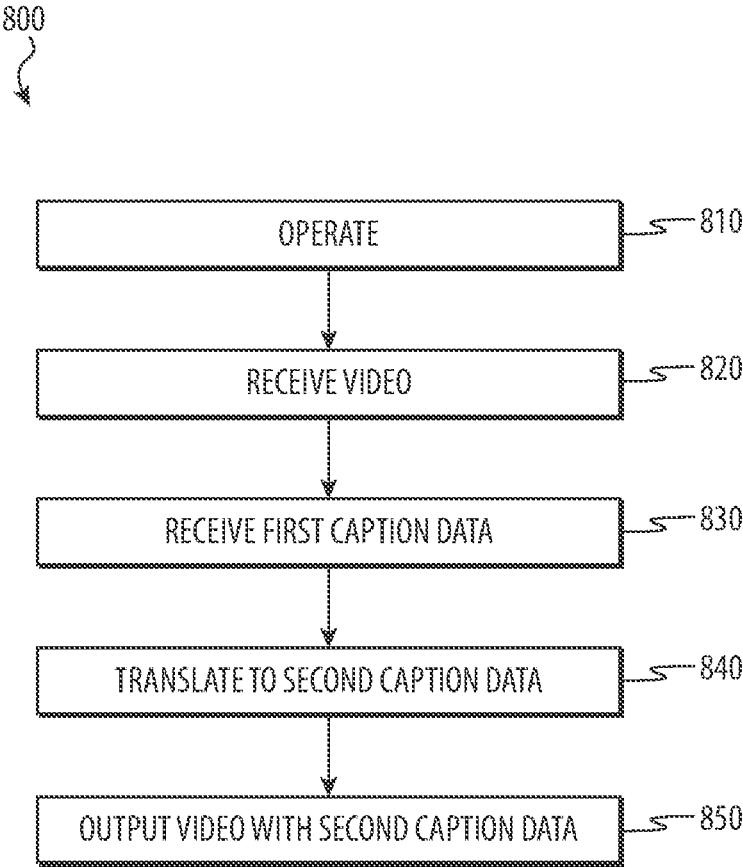 800
OPERATE 810
RECEIVE VIDEO 820
RECEIVE FIRST CAPTION DATA 830
TRANSLATE TO SECOND CAPTION DATA 840
OUTPUT VIDEO WITH SECOND CAPTION DATA 850